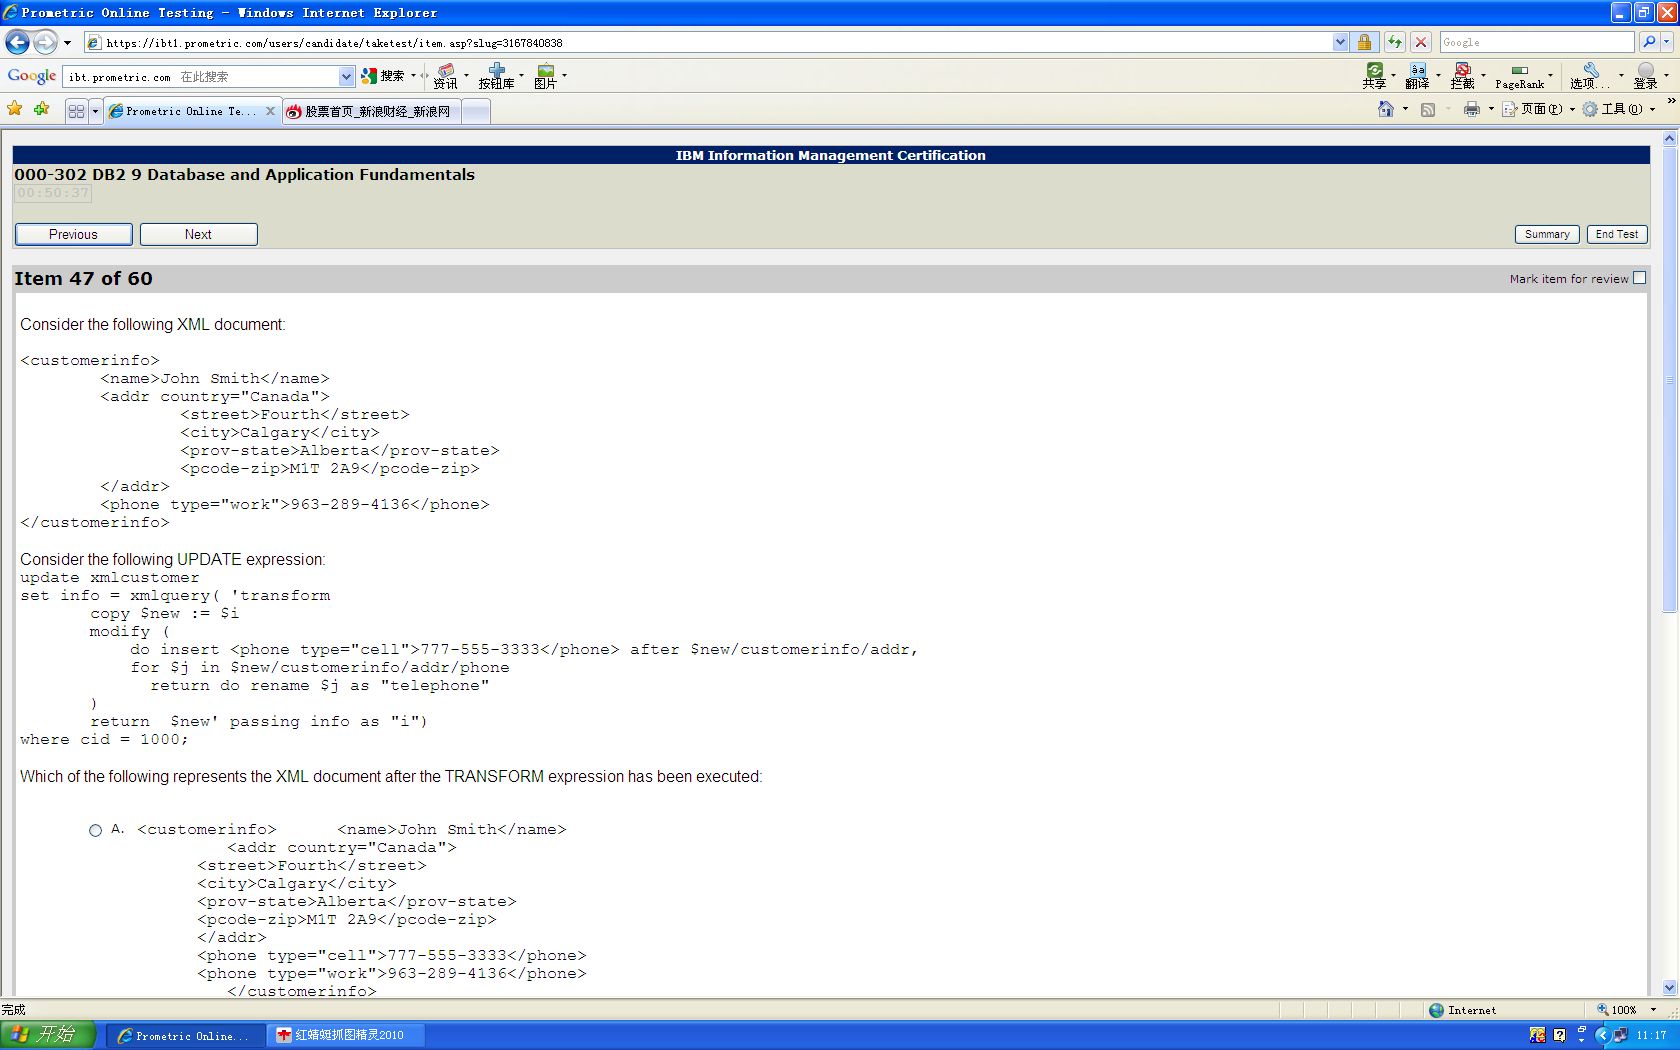 Prometric Online Testing - Windows Internet Explorer
https://ibt1.prometric.com/users/candidate/taketest/item.asp?slug=3167840838
Google
Google
ibt.prometric.com 在此搜索
搜索
资讯
按钮库
图片
共享
翻译
拦截
PageRank
选项...
登录
Prometric Online Te...
股票首页_新浪财经_新浪网
页面(P)
工具(O)
IBM Information Management Certification
000-302 DB2 9 Database and Application Fundamentals
00:50:37
Previous
Next
Summary
End Test
Item 47 of 60
Mark item for review
Consider the following XML document:
<customerinfo>
<name>John Smith</name>
<addr country="Canada">
<street>Fourth</street>
<city>Calgary</city>
<prov-state>Alberta</prov-state>
<pcode-zip>M1T 2A9</pcode-zip>
</addr>
<phone type="work">963-289-4136</phone>
</customerinfo>
Consider the following UPDATE expression:
update xmlcustomer
set info = xmlquery( 'transform
copy $new := $i
modify (
do insert <phone type="cell">777-555-3333</phone> after $new/customerinfo/addr,
for $j in $new/customerinfo/addr/phone
return do rename $j as "telephone"
)
return  $new' passing info as "i")
where cid = 1000;
Which of the following represents the XML document after the TRANSFORM expression has been executed:
A. <customerinfo>      <name>John Smith</name>
<addr country="Canada">
<street>Fourth</street>
<city>Calgary</city>
<prov-state>Alberta</prov-state>
<pcode-zip>M1T 2A9</pcode-zip>
</addr>
<phone type="cell">777-555-3333</phone>
<phone type="work">963-289-4136</phone>
</customerinfo>
完成
Internet
100%
开始
Prometric Online...
红蜻蜓抓图精灵2010
11:17